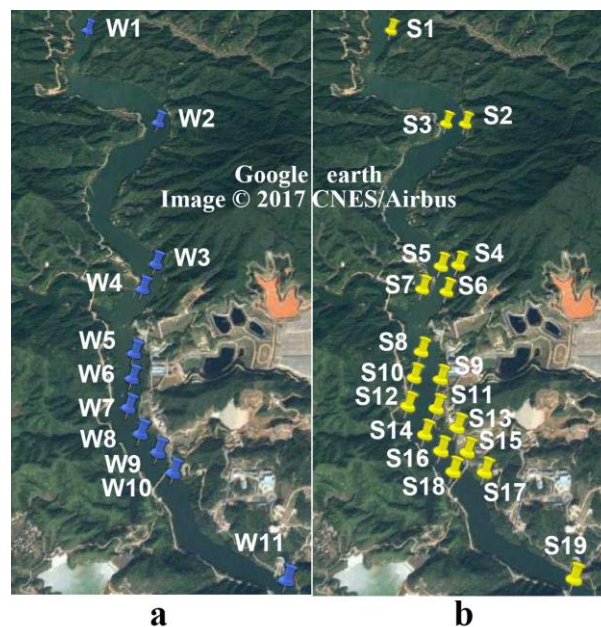 W1
W2
W3
W4
W5
W6
W7
W8
W9
W10
W11
a
Google earth
Image © 2017 CNES/Airbus
S1
S3 S2
S5 S4
S7 S6
S8
S10 S9
S12 S11
S13
S14
S15
S16
S18 S17
S19
b